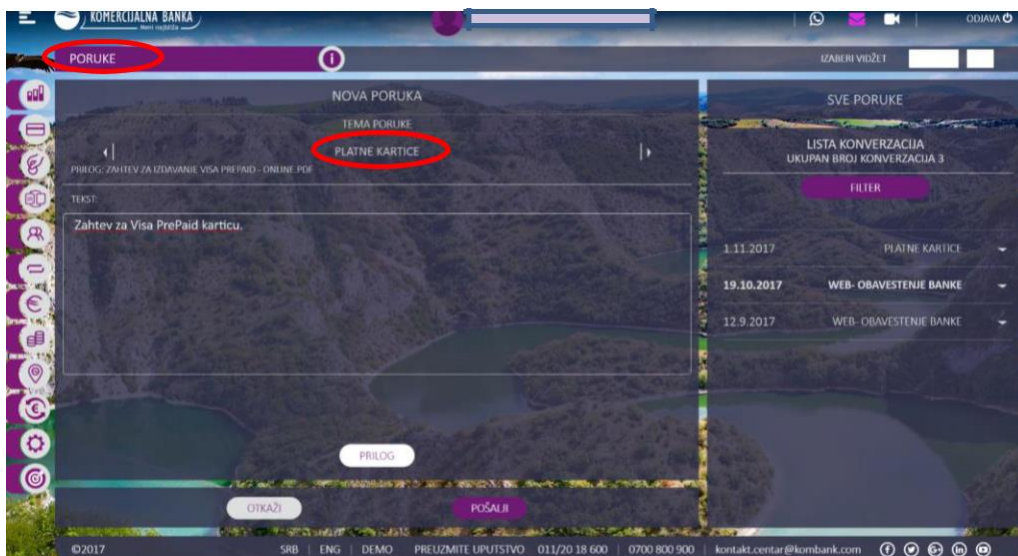 KOMERCIJALNA BANKA
ODJAVA
PORUKE
i
IZABERI VIDŽET
NOVA PORUKA
TEMA PORUKE
PLATNE KARTICE
PRILOG: ZAHTEV ZA IZDAVANJE VISA PREPAID - ONLINE.PDF
TEKST:
Zahtev za Visa PrePaid karticu.
PRILOG
OTKAŽI
POŠALJI
SVE PORUKE
LISTA KONVERZACIJA
UKUPAN BROJ KONVERZACIJA 3
FILTER
1.11.2017 PLATNE KARTICE
19.10.2017 WEB- OBAVESTENJE BANKE
12.9.2017 WEB- OBAVESTENJE BANKE
©2017 SRB | ENG | DEMO PREUZMITE UPUTSTVO 011/20 18 600 | 0700 800 900 | kontakt.centar@kombank.com